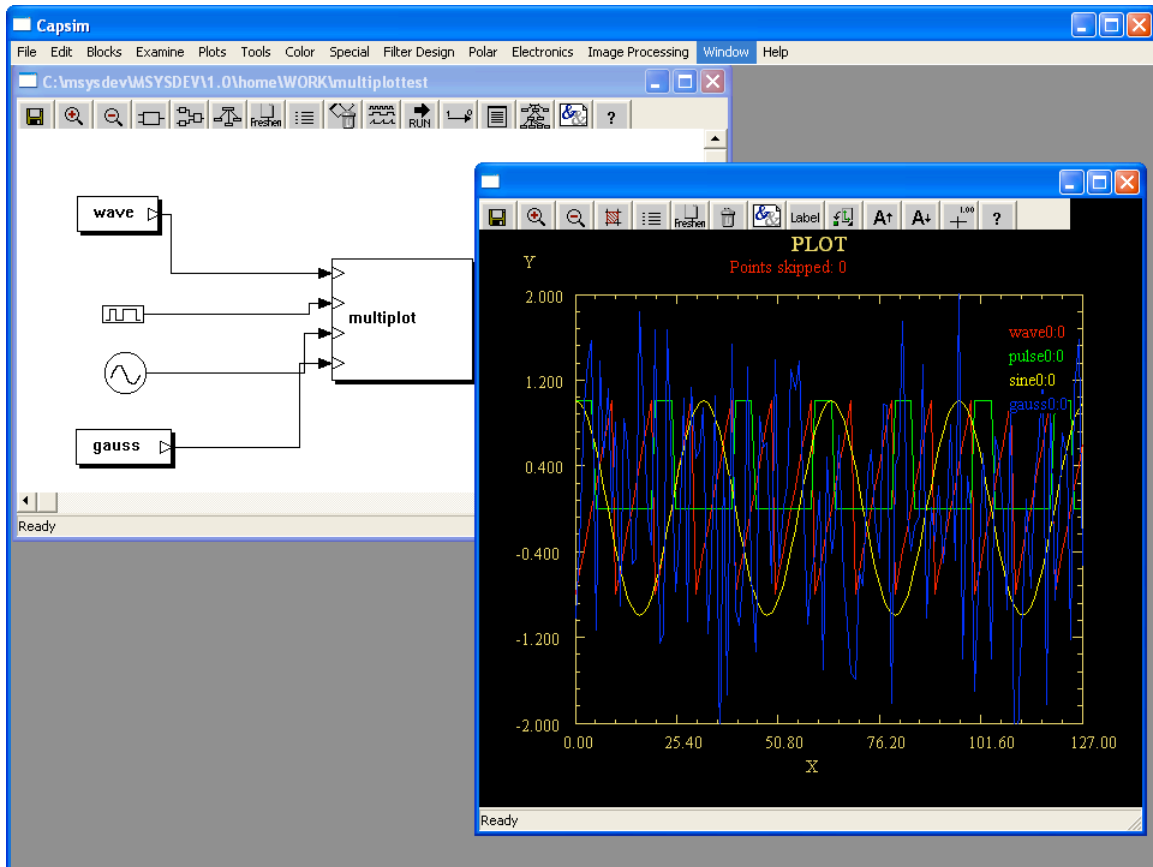 Capsim
File Edit Blocks Examine Plots Tools Color Special Filter Design Polar Electronics Image Processing Window Help
C:\msysdev\MSYSDEV\1.0\home\WORK\multiplottest
Freshen RUN ?
wave
multiplot
gauss
Ready
Freshen Label A A 1.00 ?
PLOT
Y
Points skipped: 0
2.000
wave0:0
pulse0:0
1.200
sine0:0
gauss0:0
0.400
-0.400
-1.200
-2.000
0.00 25.40 50.80 76.20 101.60 127.00
X
Ready